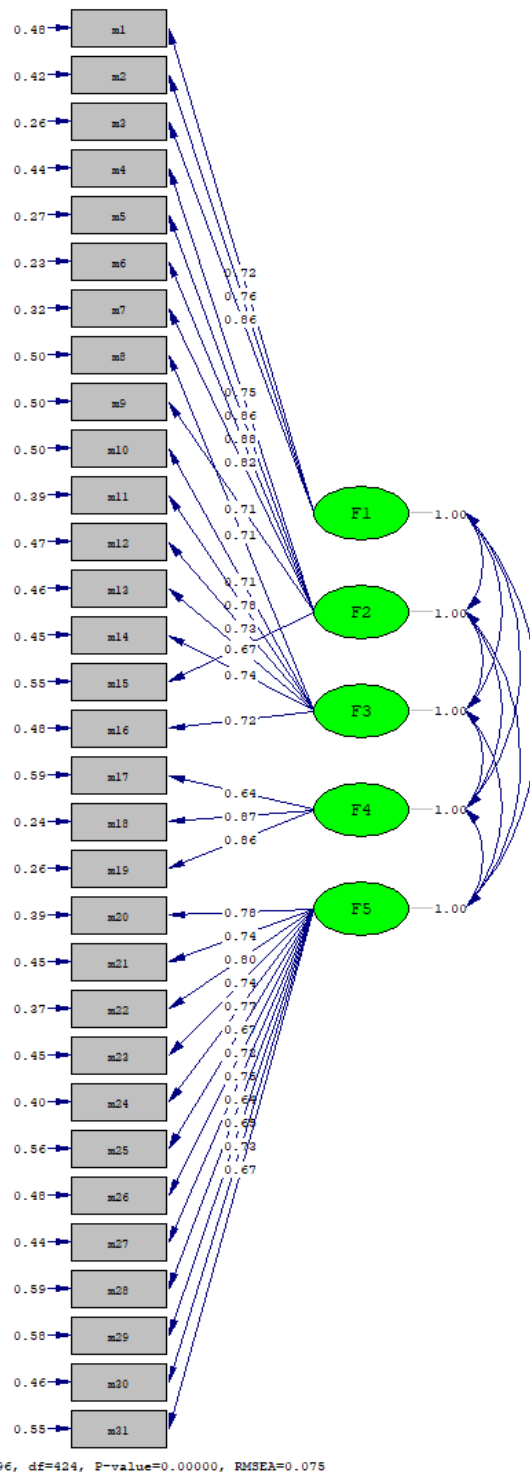 0.48 m1
0.42 m2
0.26 m3
0.44 m4
0.27 m5
0.23 m6
0.32 m7
0.50 m8
0.50 m9
0.50 m10
0.39 m11
0.47 m12
0.46 m13
0.45 m14
0.55 m15
0.48 m16
0.59 m17
0.24 m18
0.26 m19
0.39 m20
0.45 m21
0.37 m22
0.45 m23
0.40 m24
0.56 m25
0.48 m26
0.44 m27
0.59 m28
0.58 m29
0.46 m30
0.55 m31
0.72
0.76
0.86
0.75
0.86
0.88
0.82
0.71
0.71
0.71
0.78
0.73
0.67
0.74
0.72
0.64
0.87
0.86
0.78
0.74
0.80
0.74
0.77
0.67
0.72
0.75
0.64
0.65
0.73
0.67
F1 1.00
F2 1.00
F3 1.00
F4 1.00
F5 1.00
df=424, P-value=0.00000, RMSEA=0.075